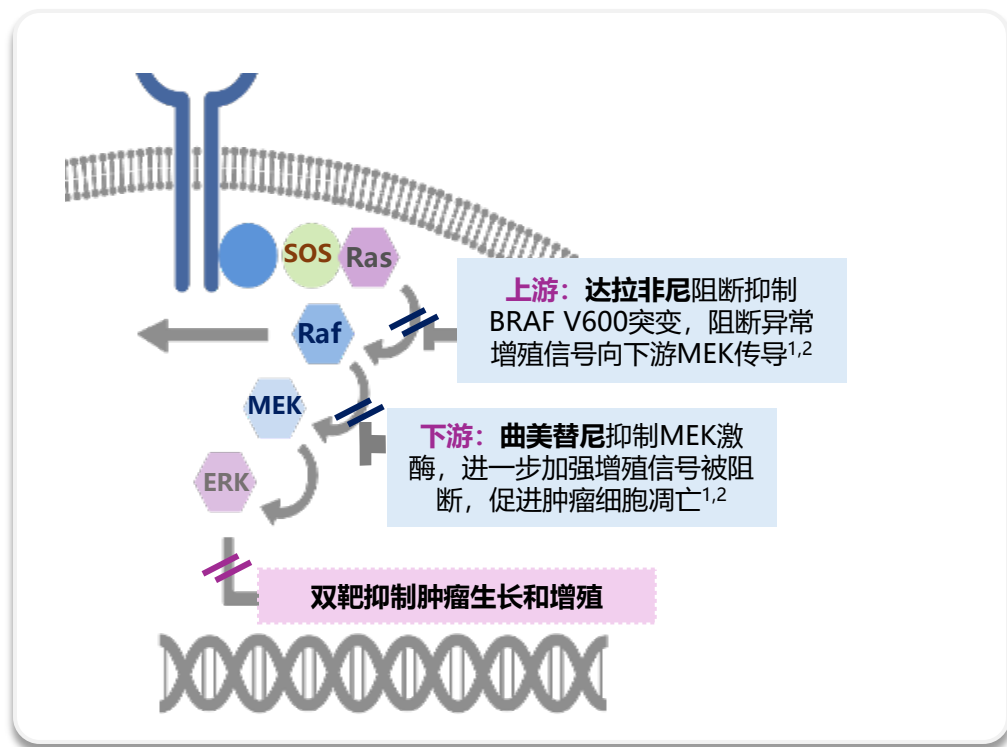 SOS
Ras
上游：达拉非尼阻断抑制
BRAF V600突变，阻断异常
增殖信号向下游MEK传导1,2
Raf
MEK
下游：曲美替尼抑制MEK激
酶，进一步加强增殖信号被阻
断，促进肿瘤细胞凋亡1,2
ERK
双靶抑制肿瘤生长和增殖